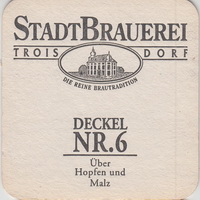 STADTBRAUEREI
TROIS DORF
DIE REINE BRAUTRADITION
DECKEL
NR.6
Über
Hopfen und
Malz